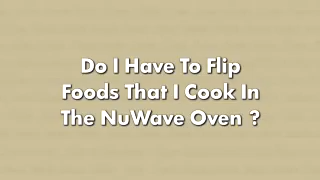 Do I Have To Flip
Foods That I Cook In
The NuWave Oven ?